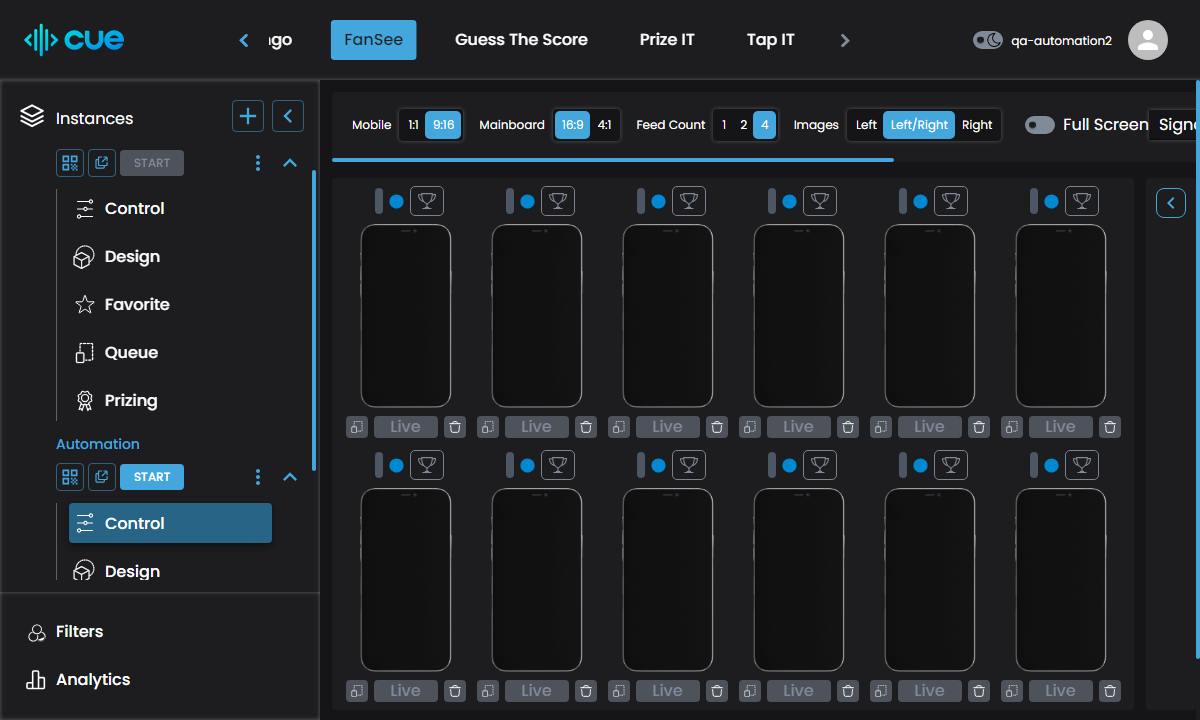 cue
FanSee
Guess The Score
Prize IT
Tap IT
qa-automation2
Instances
START
Control
Design
Favorite
Queue
Prizing
Automation
START
Control
Design
Filters
Analytics
Mobile 1:1 9:16 Mainboard 16:9 4:1 Feed Count 1 2 4 Images Left Left/Right Right Full Screen
Live Live Live Live Live Live
Live Live Live Live Live Live